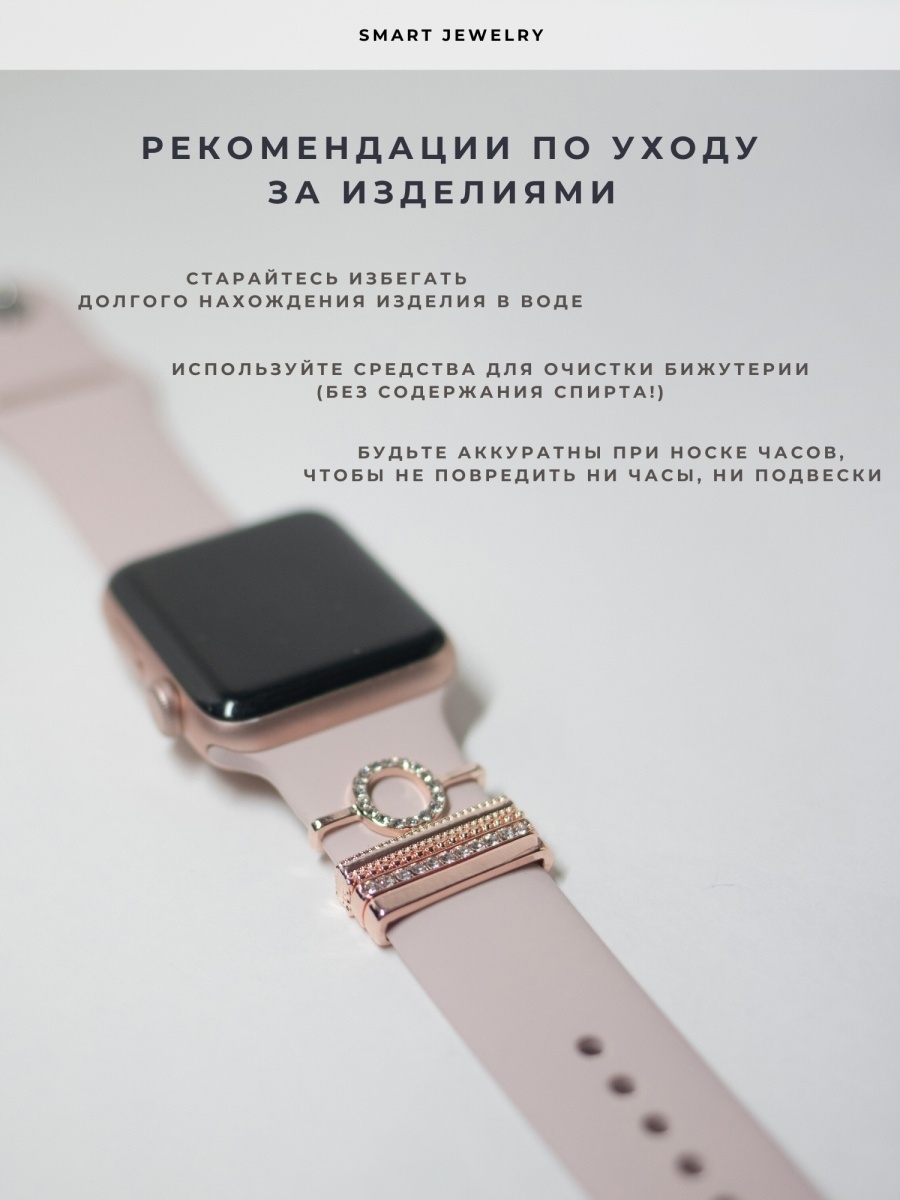 SMART JEWELRY
РЕКОМЕНДАЦИИ ПО УХОДУ
ЗА ИЗДЕЛИЯМИ
СТАРАЙТЕСЬ ИЗБЕГАТЬ
ДОЛГОГО НАХОЖДЕНИЯ ИЗДЕЛИЯ В ВОДЕ
ИСПОЛЬЗУЙТЕ СРЕДСТВА ДЛЯ ОЧИСТКИ БИЖУТЕРИИ
(БЕЗ СОДЕРЖАНИЯ СПИРТА!)
БУДЬТЕ АККУРАТНЫ ПРИ НОСКЕ ЧАСОВ,
ЧТОБЫ НЕ ПОВРЕДИТЬ НИ ЧАСЫ, НИ ПОДВЕСКИ